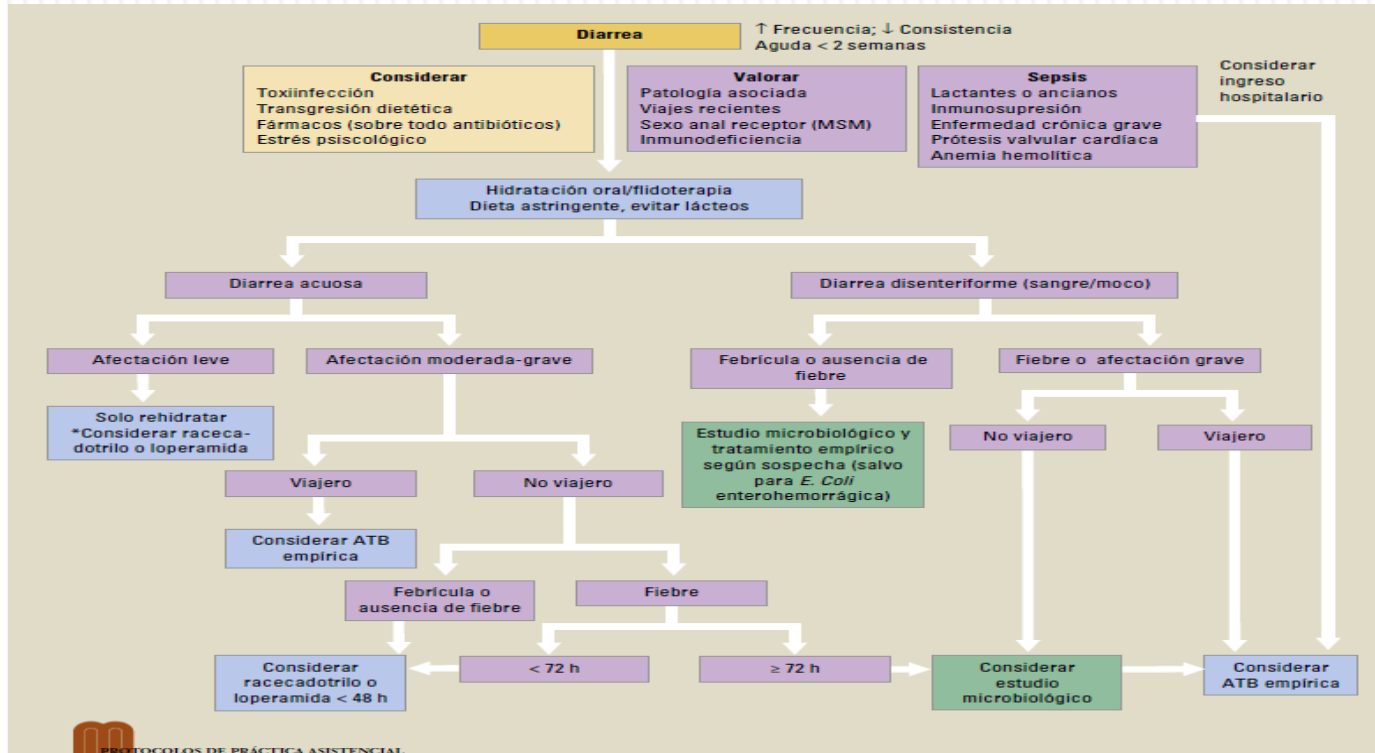 Diarrea
↑ Frecuencia; ↓ Consistencia
Aguda < 2 semanas
Considerar
Toxiinfección
Transgresión dietética
Fármacos (sobre todo antibióticos)
Estrés psiscológico
Valorar
Patología asociada
Viajes recientes
Sexo anal receptor (MSM)
Inmunodeficiencia
Sepsis
Lactantes o ancianos
Inmunosupresión
Enfermedad crónica grave
Prótesis valvular cardíaca
Anemia hemolítica
Considerar
ingreso
hospitalario
Hidratación oral/flidoterapia
Dieta astringente, evitar lácteos
Diarrea acuosa
Diarrea disenteriforme (sangre/moco)
Afectación leve
Afectación moderada-grave
Febrícula o ausencia de
fiebre
Fiebre o afectación grave
Solo rehidratar
*Considerar raceca-
dotrilo o loperamida
Estudio microbiológico y
tratamiento empírico
según sospecha (salvo
para E. Coli
enterohemorrágica)
No viajero
Viajero
Viajero
No viajero
Considerar ATB
empírica
Febrícula o
ausencia de fiebre
Fiebre
Considerar
racecadotrilo o
loperamida < 48 h
< 72 h
≥ 72 h
Considerar
estudio
microbiológico
Considerar
ATB empírica
PROTOCOLOS DE PRÁCTICA ASISTENCIAL